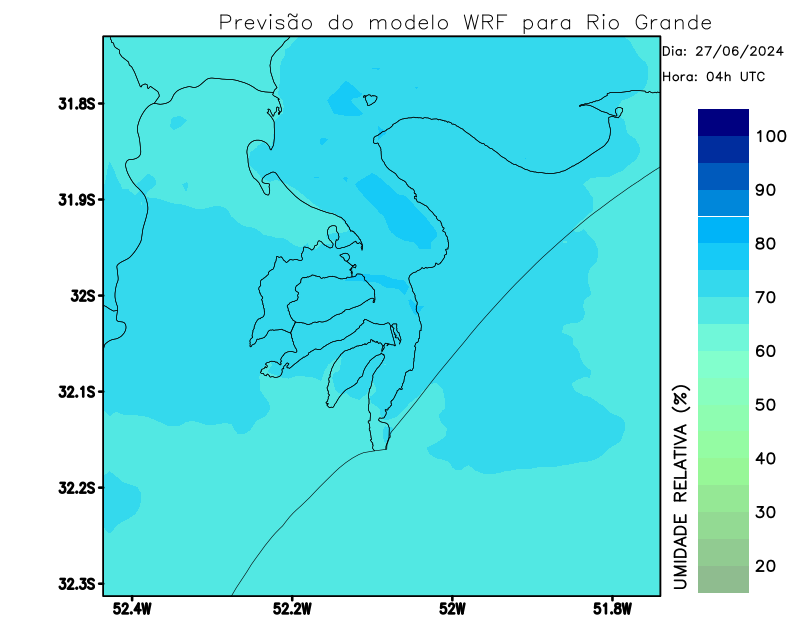 Previsão do modelo WRF para Rio Grande
Dia: 27/06/2024
Hora: 04h UTC
31.8S
31.9S
32S
32.1S
32.2S
32.3S
52.4W
52.2W
52W
51.8W
100
90
80
70
60
50
40
30
20
UMIDADE RELATIVA (%)